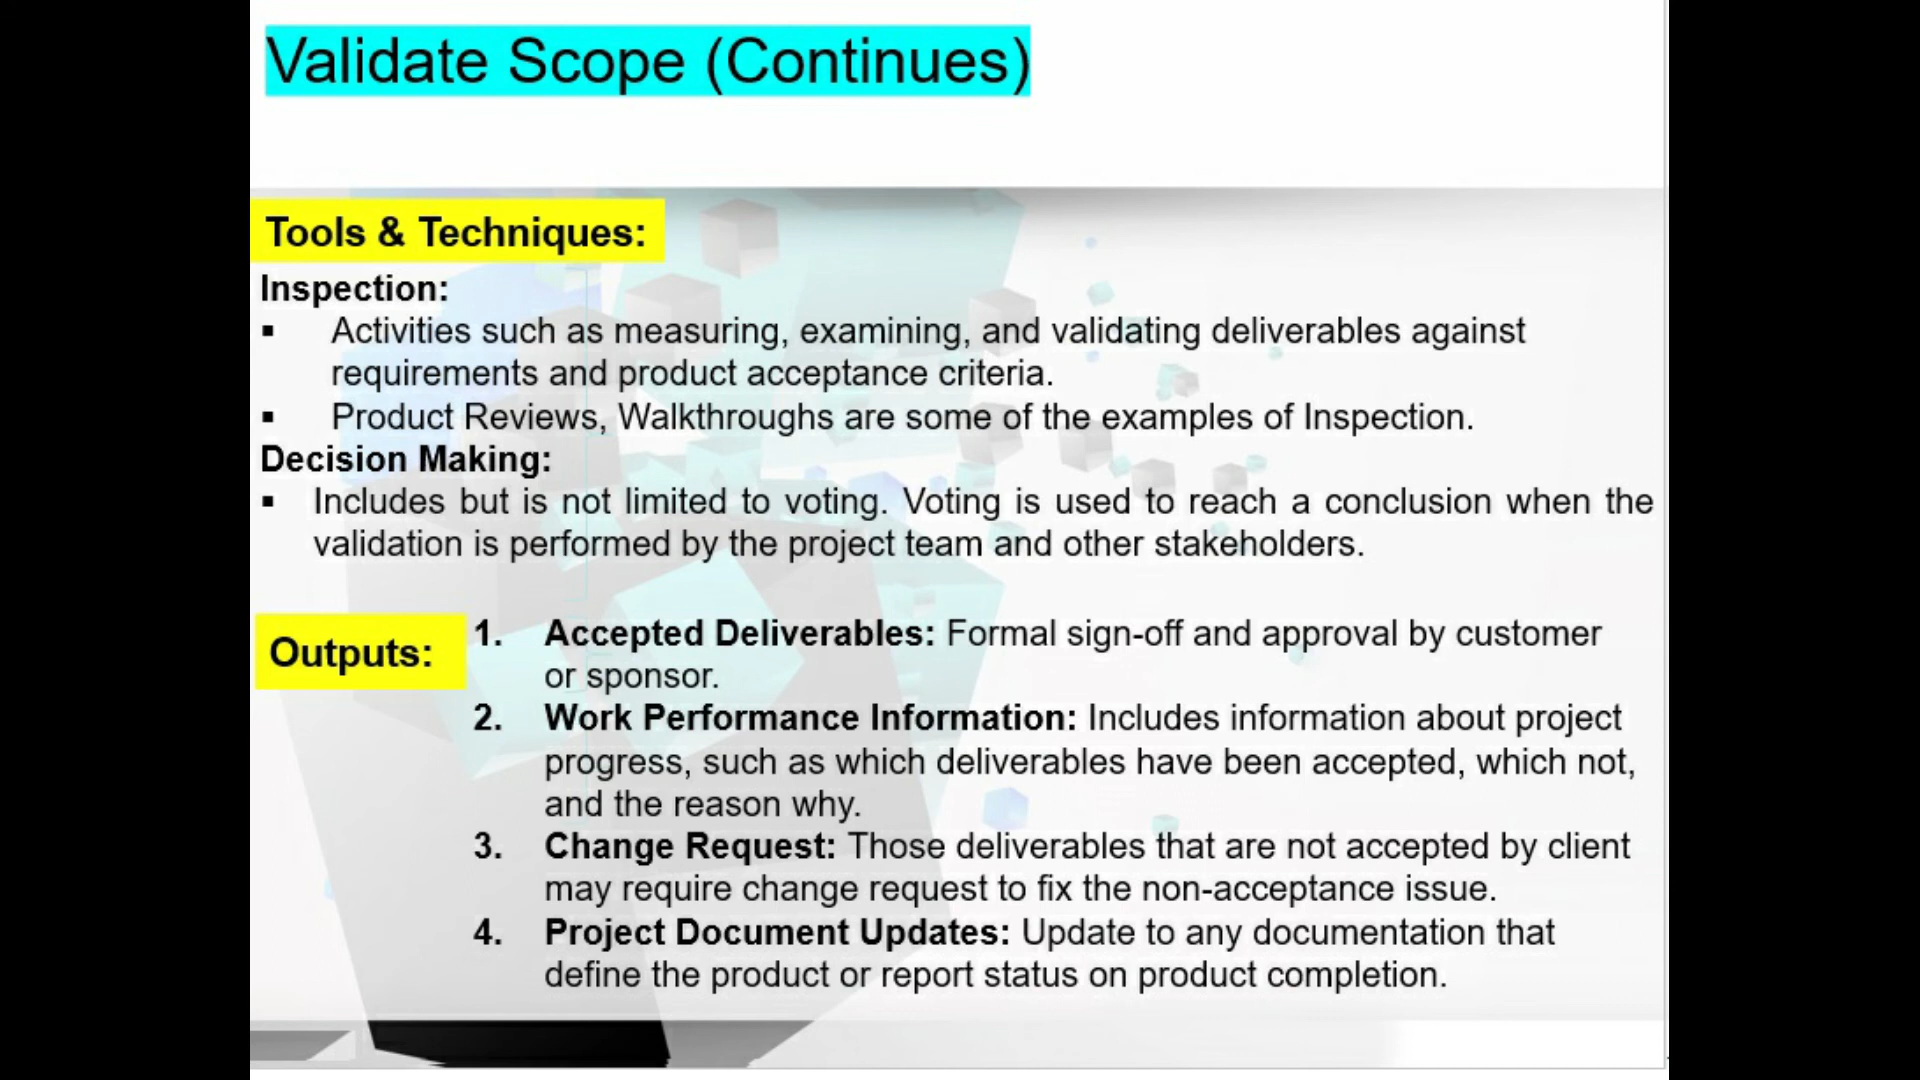 Validate Scope (Continues)
Tools & Techniques:
Inspection:
▪ Activities such as measuring, examining, and validating deliverables against
requirements and product acceptance criteria.
▪ Product Reviews, Walkthroughs are some of the examples of Inspection.
Decision Making:
▪ Includes but is not limited to voting. Voting is used to reach a conclusion when the
validation is performed by the project team and other stakeholders.
Outputs:
1. Accepted Deliverables: Formal sign-off and approval by customer
or sponsor.
2. Work Performance Information: Includes information about project
progress, such as which deliverables have been accepted, which not,
and the reason why.
3. Change Request: Those deliverables that are not accepted by client
may require change request to fix the non-acceptance issue.
4. Project Document Updates: Update to any documentation that
define the product or report status on product completion.